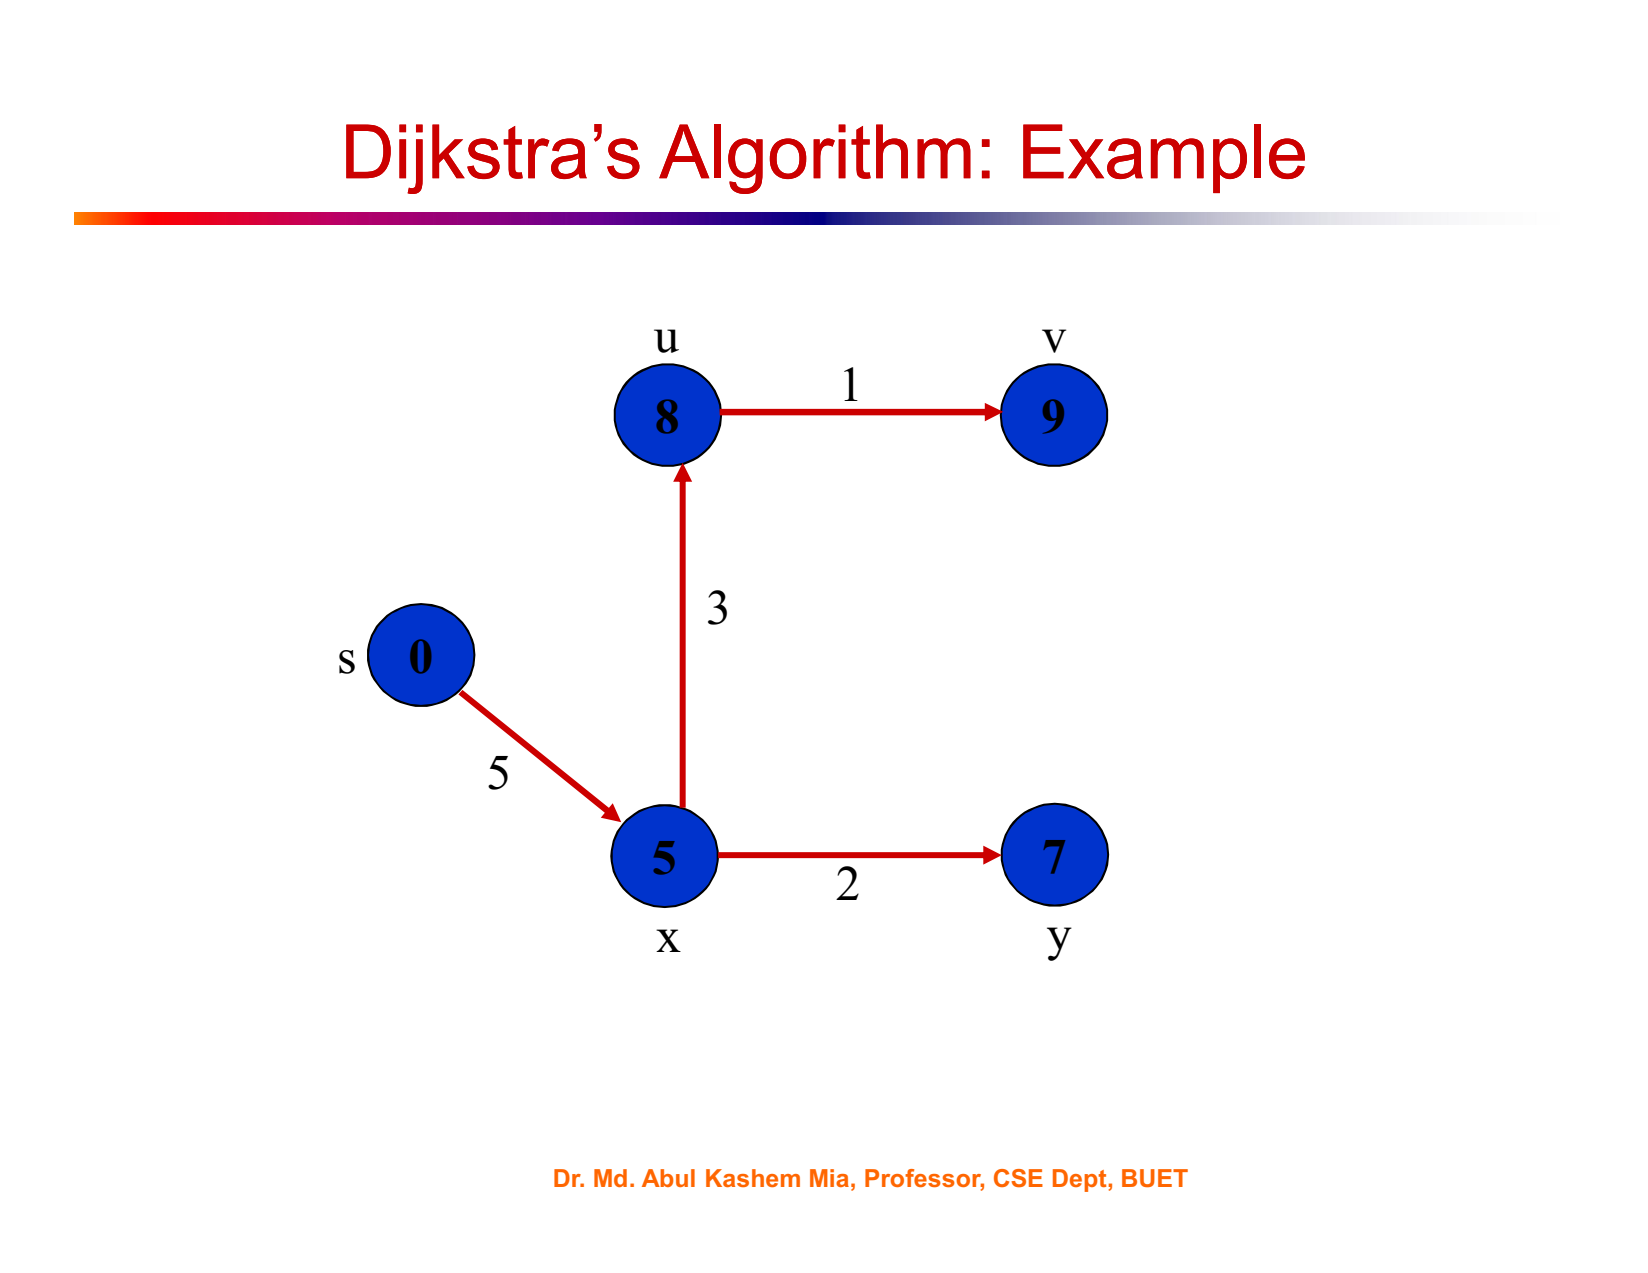 Dijkstra’s Algorithm: Example
u
v
1
8
9
3
s
0
5
5
7
2
x
y
Dr. Md. Abul Kashem Mia, Professor, CSE Dept, BUET